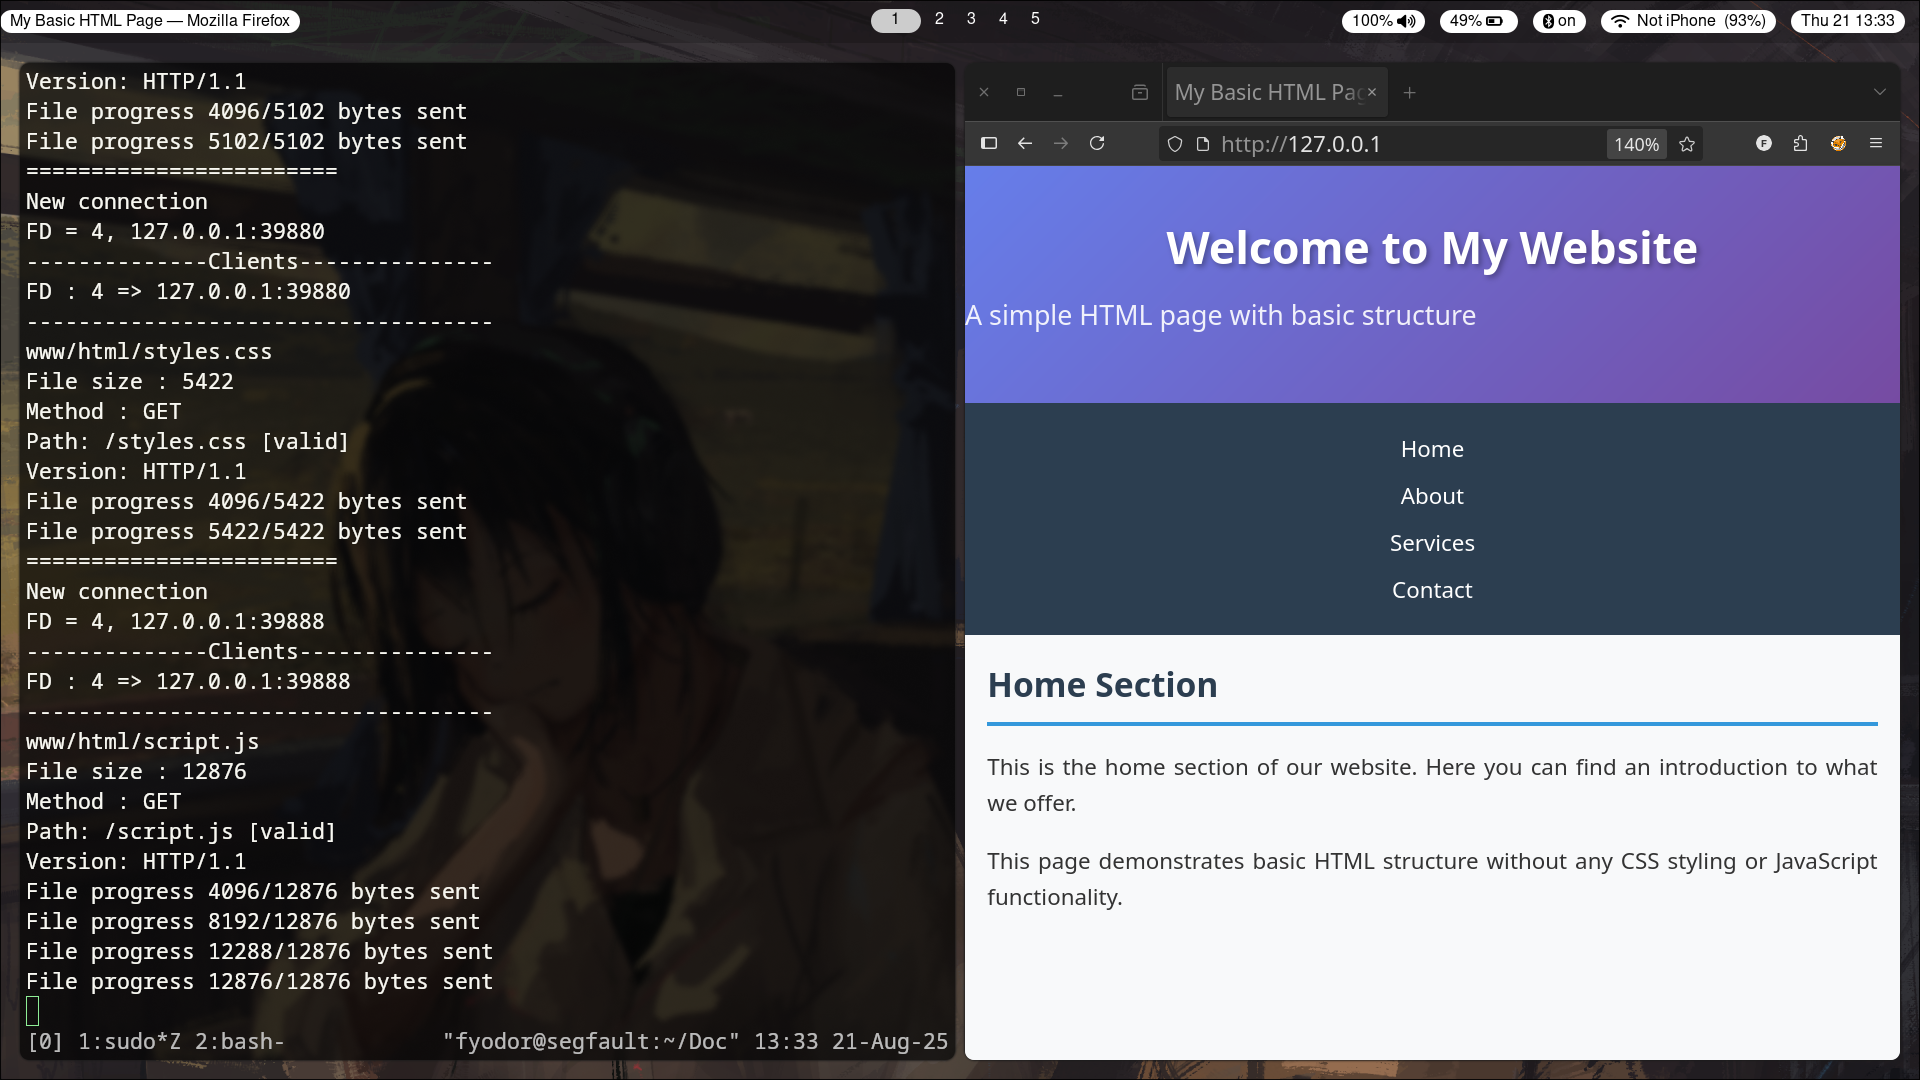 My Basic HTML Page — Mozilla Firefox
1 2 3 4 5
100% 49% on Not iPhone (93%) Thu 21 13:33
Version: HTTP/1.1
File progress 4096/5102 bytes sent
File progress 5102/5102 bytes sent
========================
New connection
FD = 4, 127.0.0.1:39880
--------------Clients---------------
FD : 4 => 127.0.0.1:39880
------------------------------------
www/html/styles.css
File size : 5422
Method : GET
Path: /styles.css [valid]
Version: HTTP/1.1
File progress 4096/5422 bytes sent
File progress 5422/5422 bytes sent
========================
New connection
FD = 4, 127.0.0.1:39888
--------------Clients---------------
FD : 4 => 127.0.0.1:39888
------------------------------------
www/html/script.js
File size : 12876
Method : GET
Path: /script.js [valid]
Version: HTTP/1.1
File progress 4096/12876 bytes sent
File progress 8192/12876 bytes sent
File progress 12288/12876 bytes sent
File progress 12876/12876 bytes sent
[0] 1:sudo*Z 2:bash- "fyodor@segfault:~/Doc" 13:33 21-Aug-25
My Basic HTML Pag
http://127.0.0.1 140% F
Welcome to My Website
A simple HTML page with basic structure
Home
About
Services
Contact
Home Section
This is the home section of our website. Here you can find an introduction to what
we offer.
This page demonstrates basic HTML structure without any CSS styling or JavaScript
functionality.